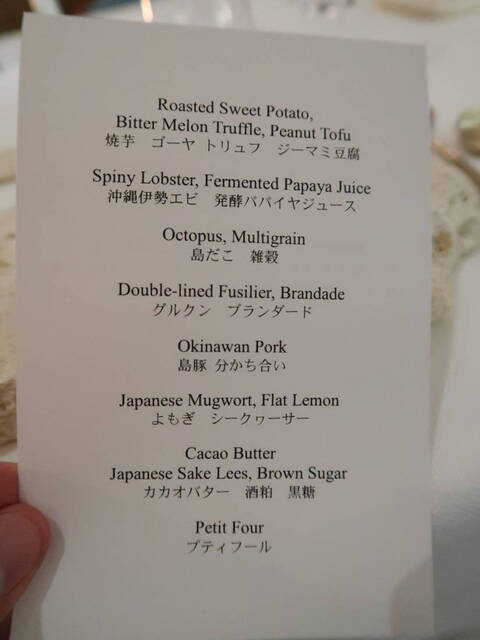 Roasted Sweet Potato,
Bitter Melon Truffle, Peanut Tofu
焼芋　ゴーヤ トリュフ　ジーマミ豆腐
Spiny Lobster, Fermented Papaya Juice
沖縄伊勢エビ　発酵パパイヤジュース
Octopus, Multigrain
島だこ　雑穀
Double-lined Fusilier, Brandade
グルクン　ブランダード
Okinawan Pork
島豚 分かち合い
Japanese Mugwort, Flat Lemon
よもぎ　シークヮーサー
Cacao Butter
Japanese Sake Lees, Brown Sugar
カカオバター　酒粕　黒糖
Petit Four
プティフール